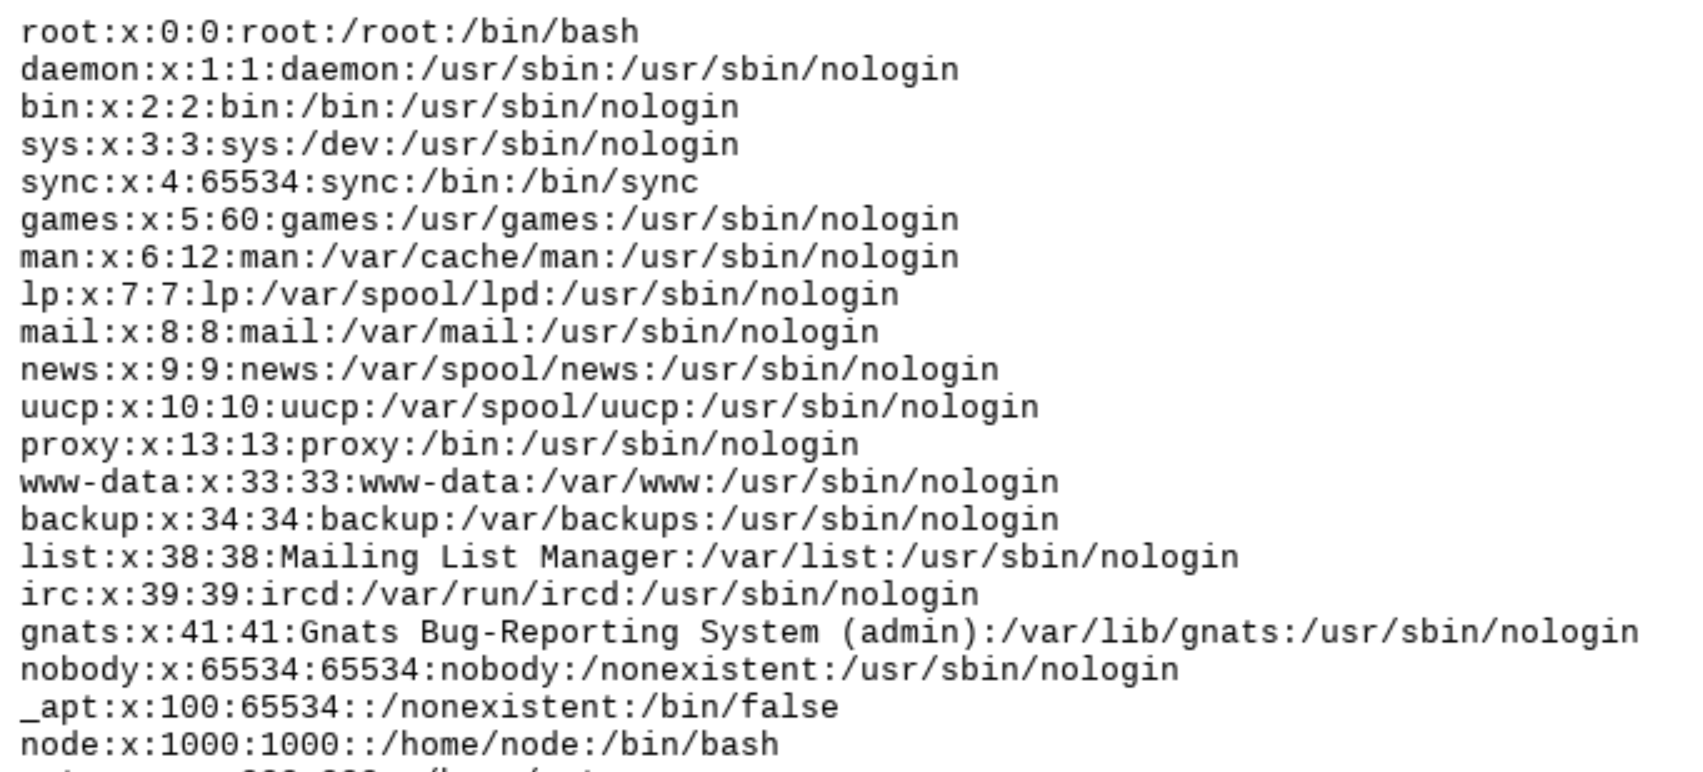 root:x:0:0:root:/root:/bin/bash
daemon:x:1:1:daemon:/usr/sbin:/usr/sbin/nologin
bin:x:2:2:bin:/bin:/usr/sbin/nologin
sys:x:3:3:sys:/dev:/usr/sbin/nologin
sync:x:4:65534:sync:/bin:/bin/sync
games:x:5:60:games:/usr/games:/usr/sbin/nologin
man:x:6:12:man:/var/cache/man:/usr/sbin/nologin
lp:x:7:7:lp:/var/spool/lpd:/usr/sbin/nologin
mail:x:8:8:mail:/var/mail:/usr/sbin/nologin
news:x:9:9:news:/var/spool/news:/usr/sbin/nologin
uucp:x:10:10:uucp:/var/spool/uucp:/usr/sbin/nologin
proxy:x:13:13:proxy:/bin:/usr/sbin/nologin
www-data:x:33:33:www-data:/var/www:/usr/sbin/nologin
backup:x:34:34:backup:/var/backups:/usr/sbin/nologin
list:x:38:38:Mailing List Manager:/var/list:/usr/sbin/nologin
irc:x:39:39:ircd:/var/run/ircd:/usr/sbin/nologin
gnats:x:41:41:Gnats Bug-Reporting System (admin):/var/lib/gnats:/usr/sbin/nologin
nobody:x:65534:65534:nobody:/nonexistent:/usr/sbin/nologin
_apt:x:100:65534::/nonexistent:/bin/false
node:x:1000:1000::/home/node:/bin/bash